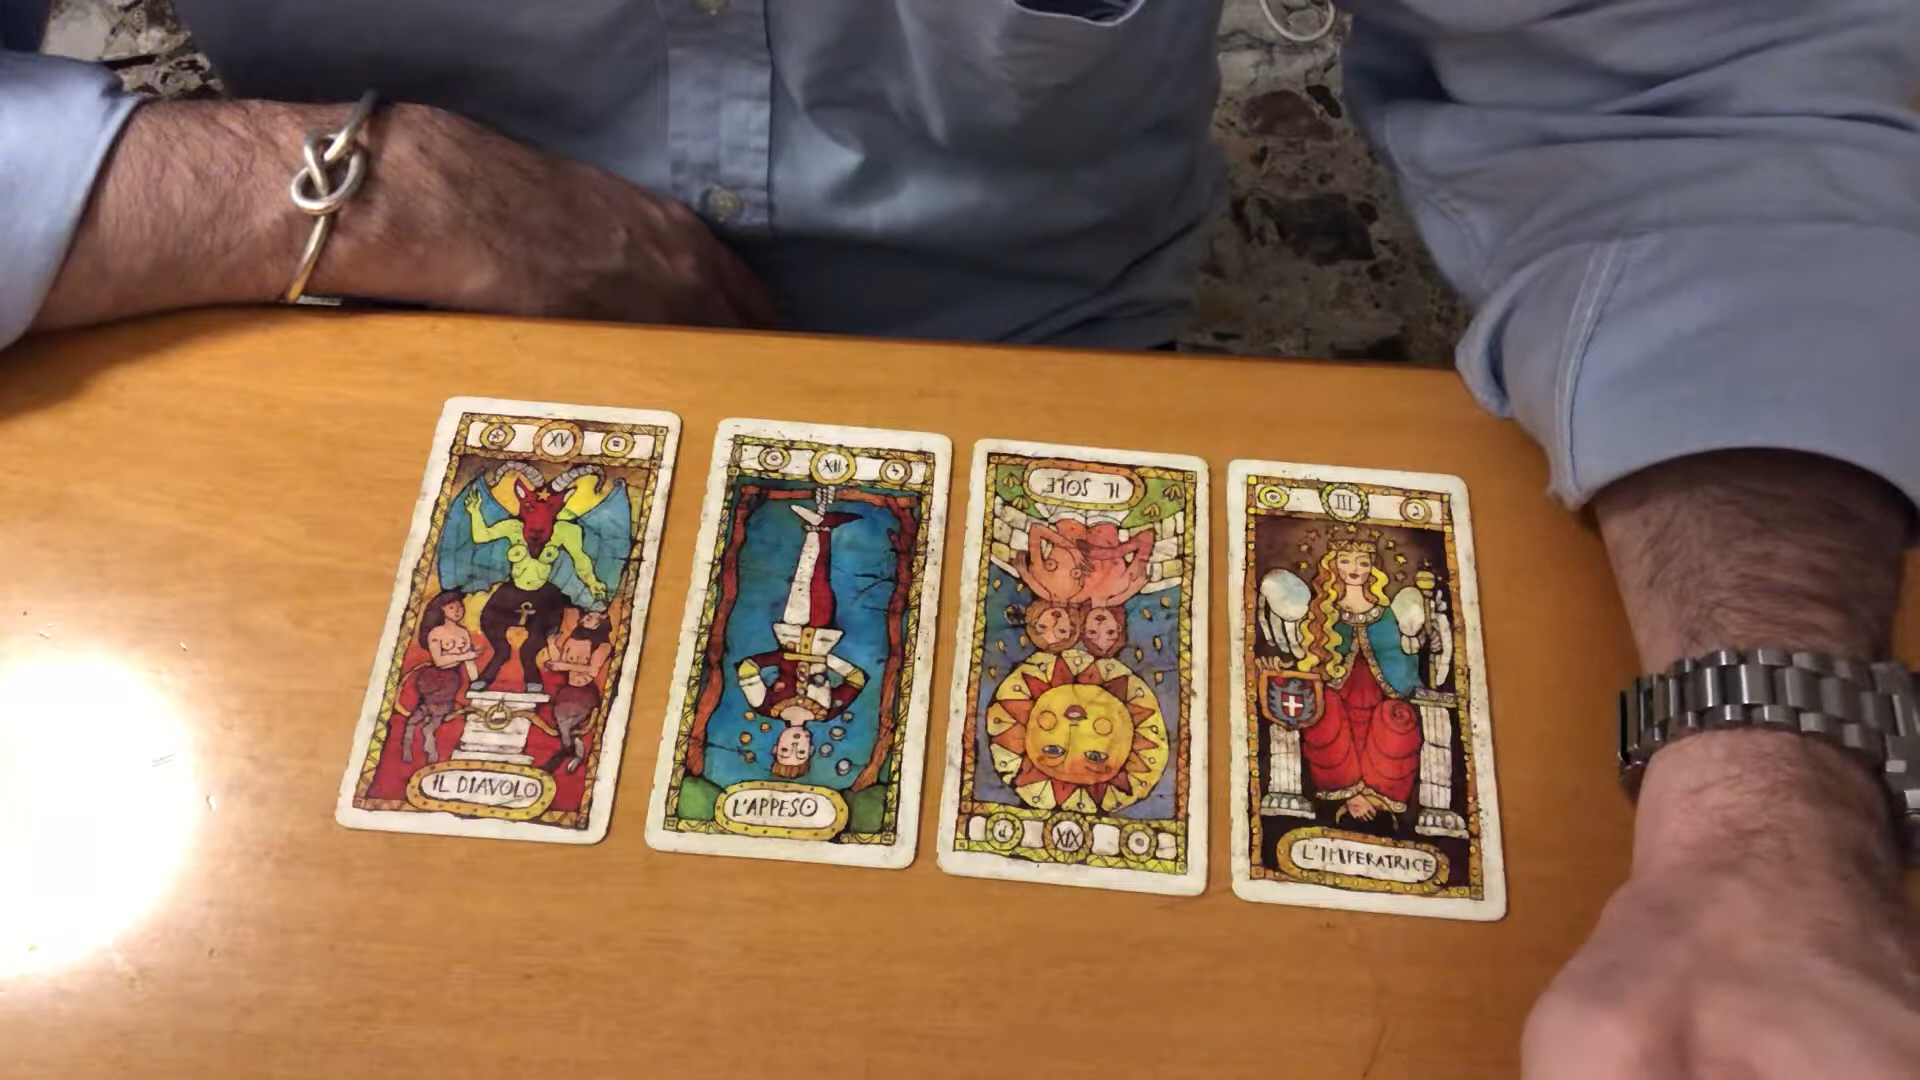 XV
IL DIAVOLO
XII
L'APPESO
IL SOLE
XIX
III
L'IMPERATRICE